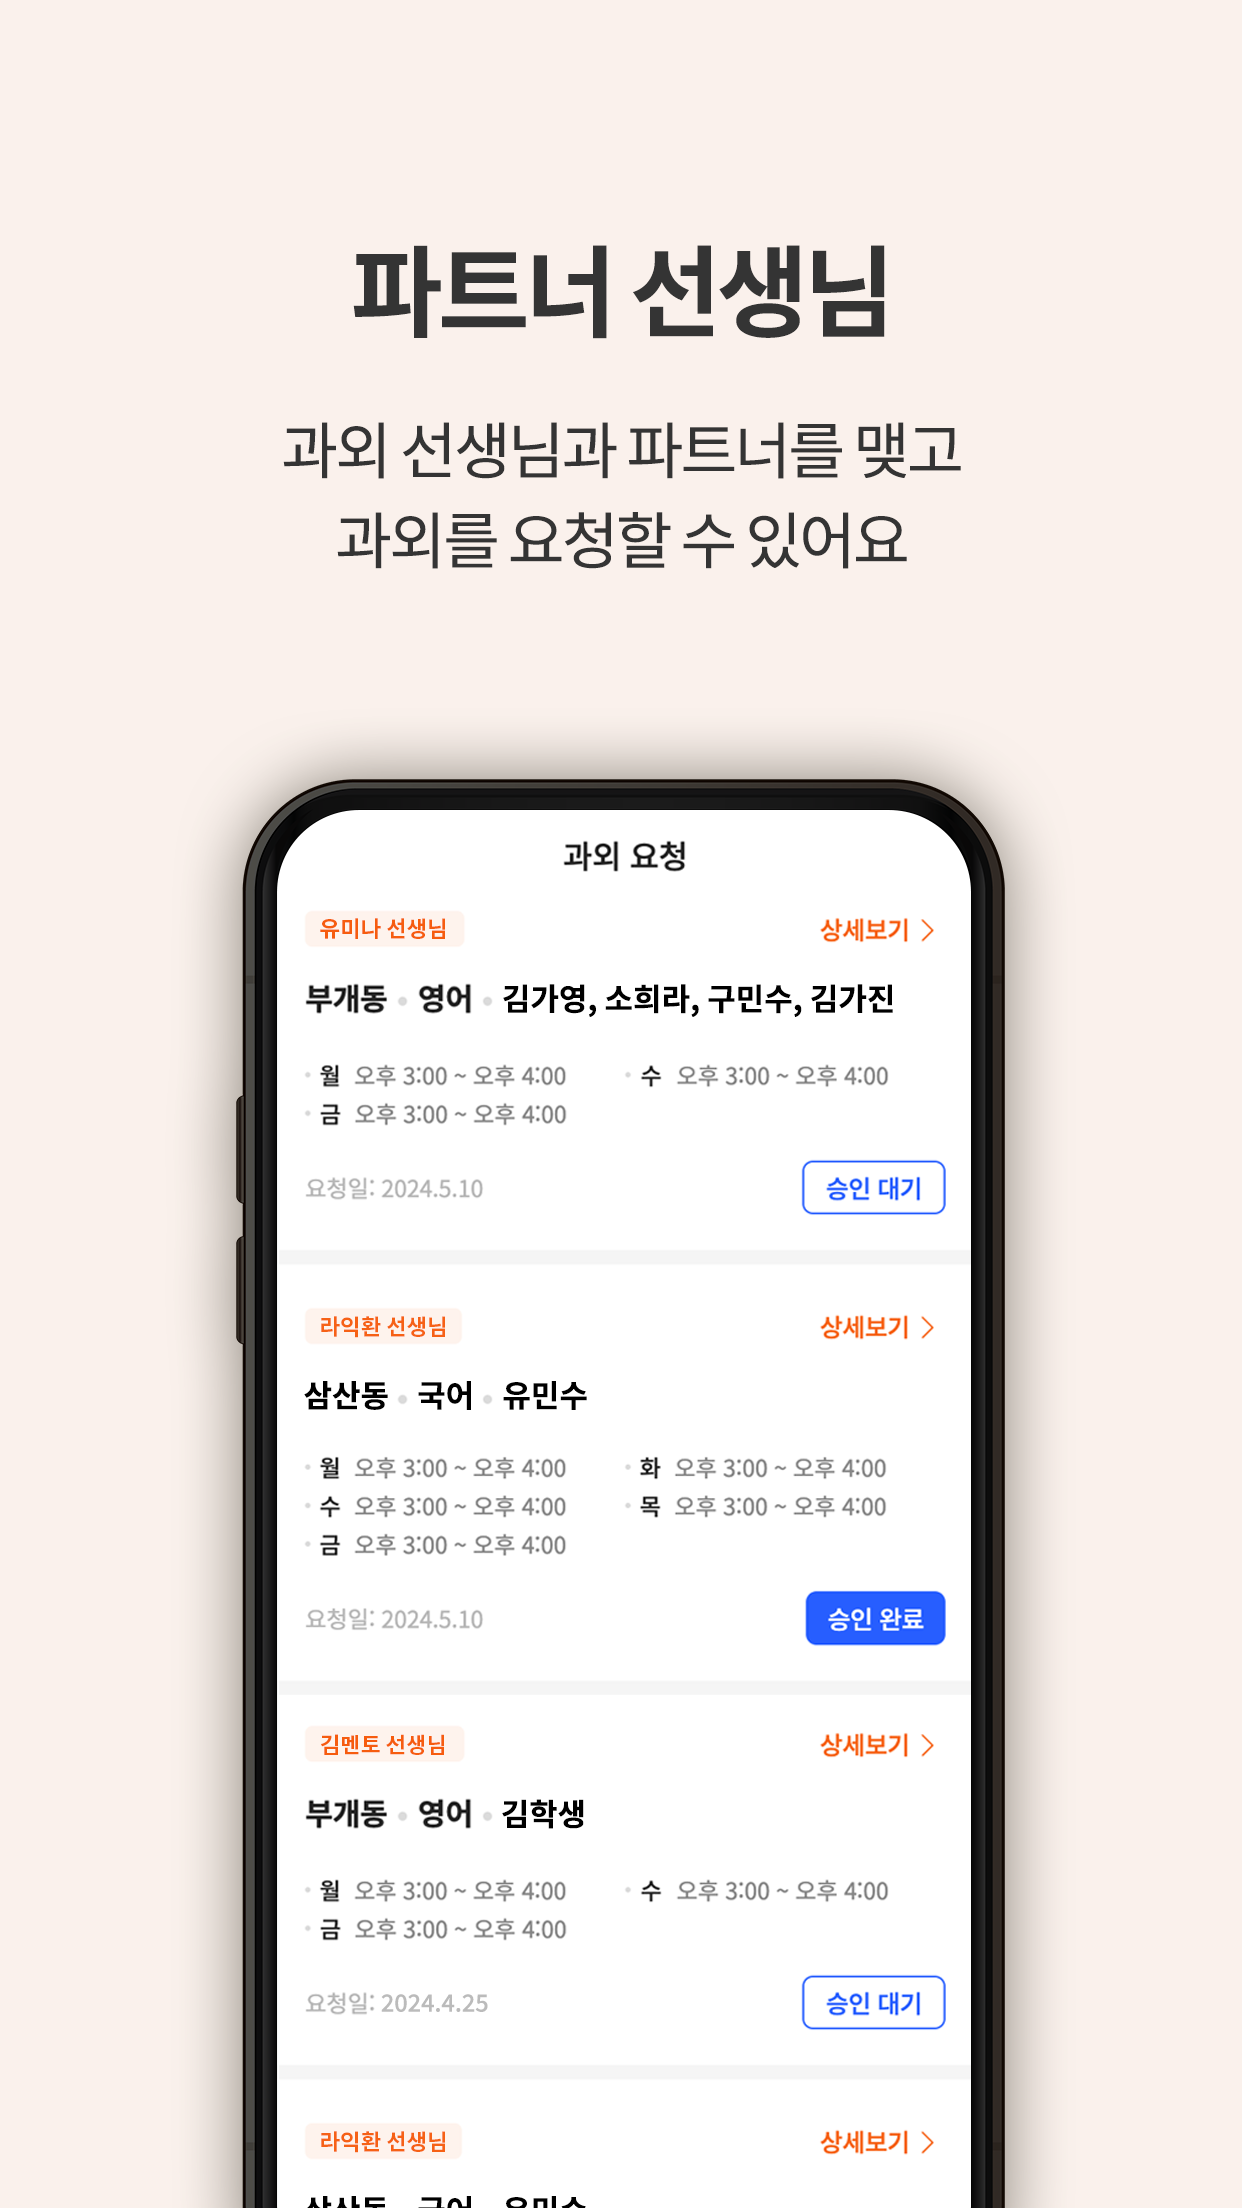 파트너 선생님
과외 선생님과 파트너를 맺고
과외를 요청할 수 있어요
과외 요청
유미나 선생님 상세보기 >
부개동 • 영어 • 김가영, 소희라, 구민수, 김가진
• 월 오후 3:00 ~ 오후 4:00 • 수 오후 3:00 ~ 오후 4:00
• 금 오후 3:00 ~ 오후 4:00
요청일: 2024.5.10 승인 대기
라익환 선생님 상세보기 >
삼산동 • 국어 • 유민수
• 월 오후 3:00 ~ 오후 4:00 • 화 오후 3:00 ~ 오후 4:00
• 수 오후 3:00 ~ 오후 4:00 • 목 오후 3:00 ~ 오후 4:00
• 금 오후 3:00 ~ 오후 4:00
요청일: 2024.5.10 승인 완료
김멘토 선생님 상세보기 >
부개동 • 영어 • 김학생
• 월 오후 3:00 ~ 오후 4:00 • 수 오후 3:00 ~ 오후 4:00
• 금 오후 3:00 ~ 오후 4:00
요청일: 2024.4.25 승인 대기
라익환 선생님 상세보기 >